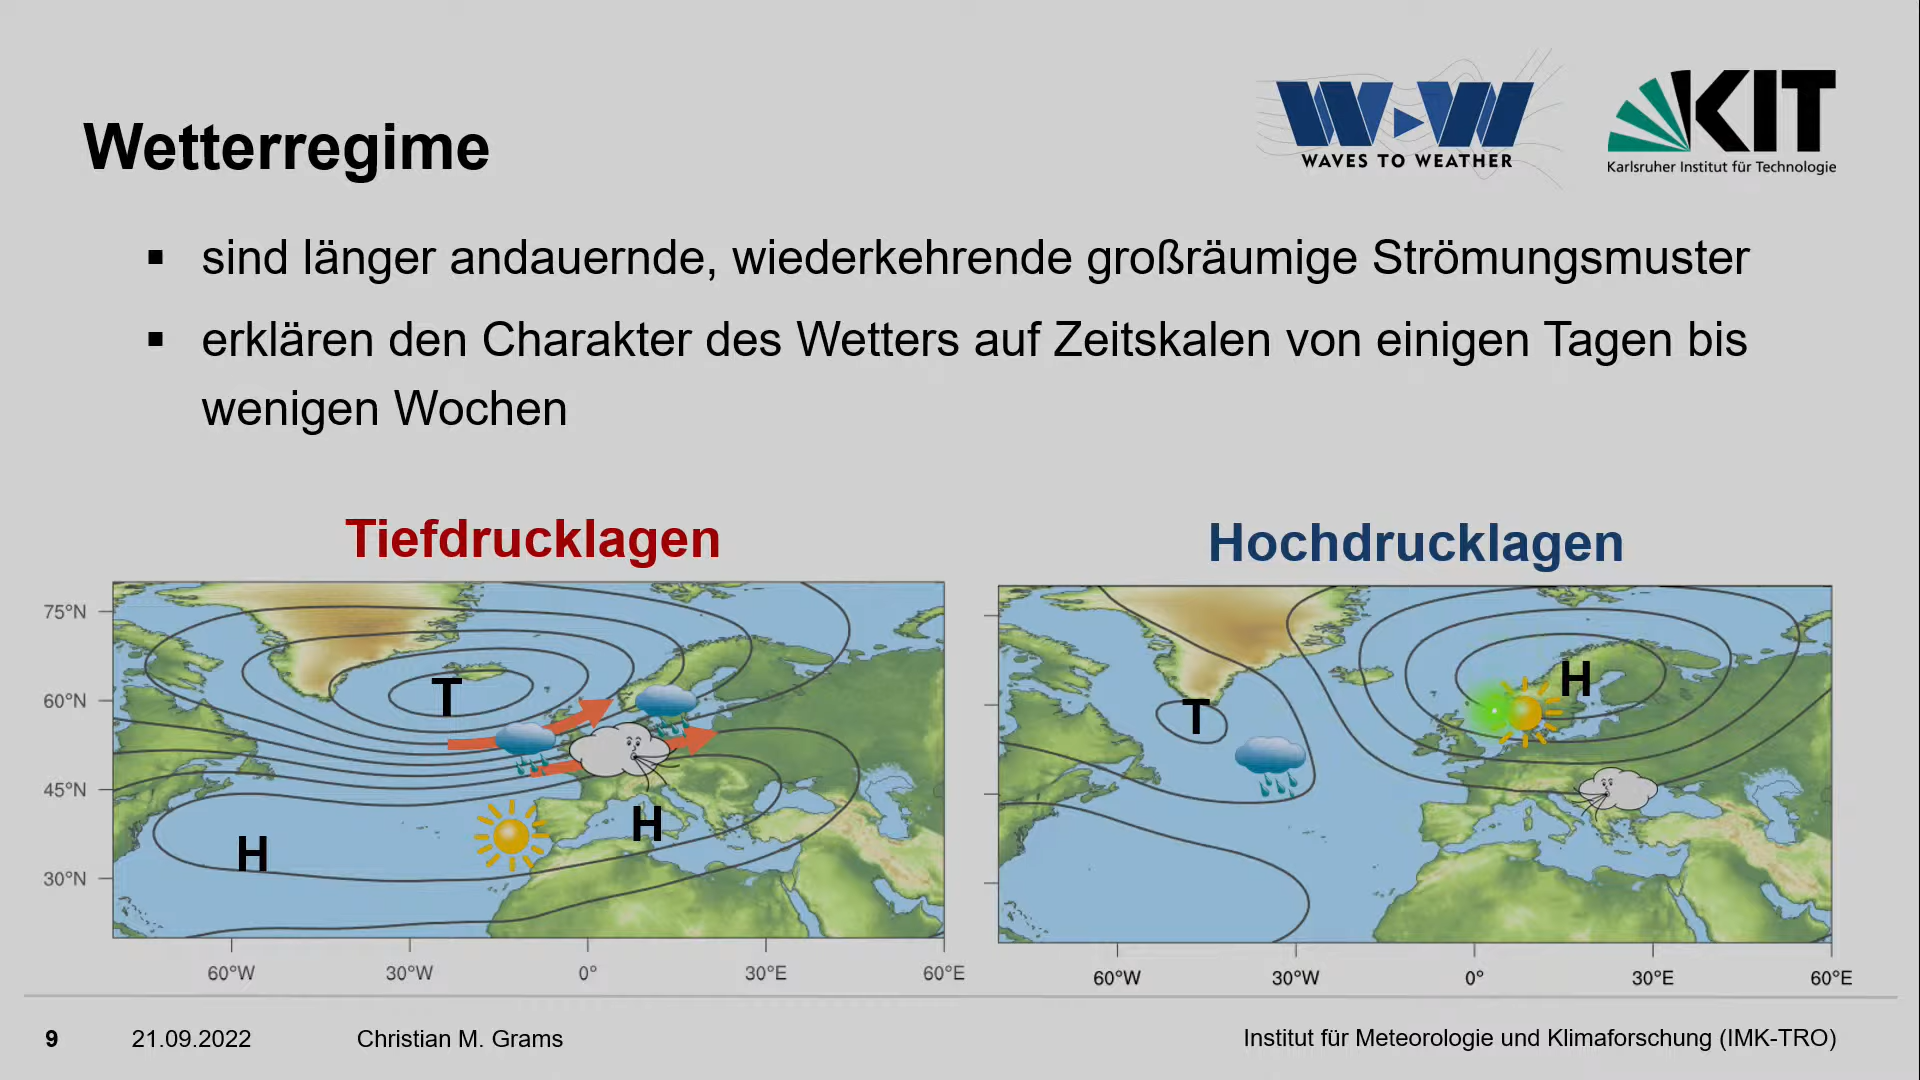 WAVES TO WEATHER
KIT
Karlsruher Institut für Technologie
Wetterregime
▪ sind länger andauernde, wiederkehrende großräumige Strömungsmuster
▪ erklären den Charakter des Wetters auf Zeitskalen von einigen Tagen bis
wenigen Wochen
Tiefdrucklagen
75°N
60°N
45°N
30°N
T
H
H
60°W 30°W 0° 30°E 60°E
Hochdrucklagen
H
T
60°W 30°W 0° 30°E 60°E
9 21.09.2022 Christian M. Grams Institut für Meteorologie und Klimaforschung (IMK-TRO)